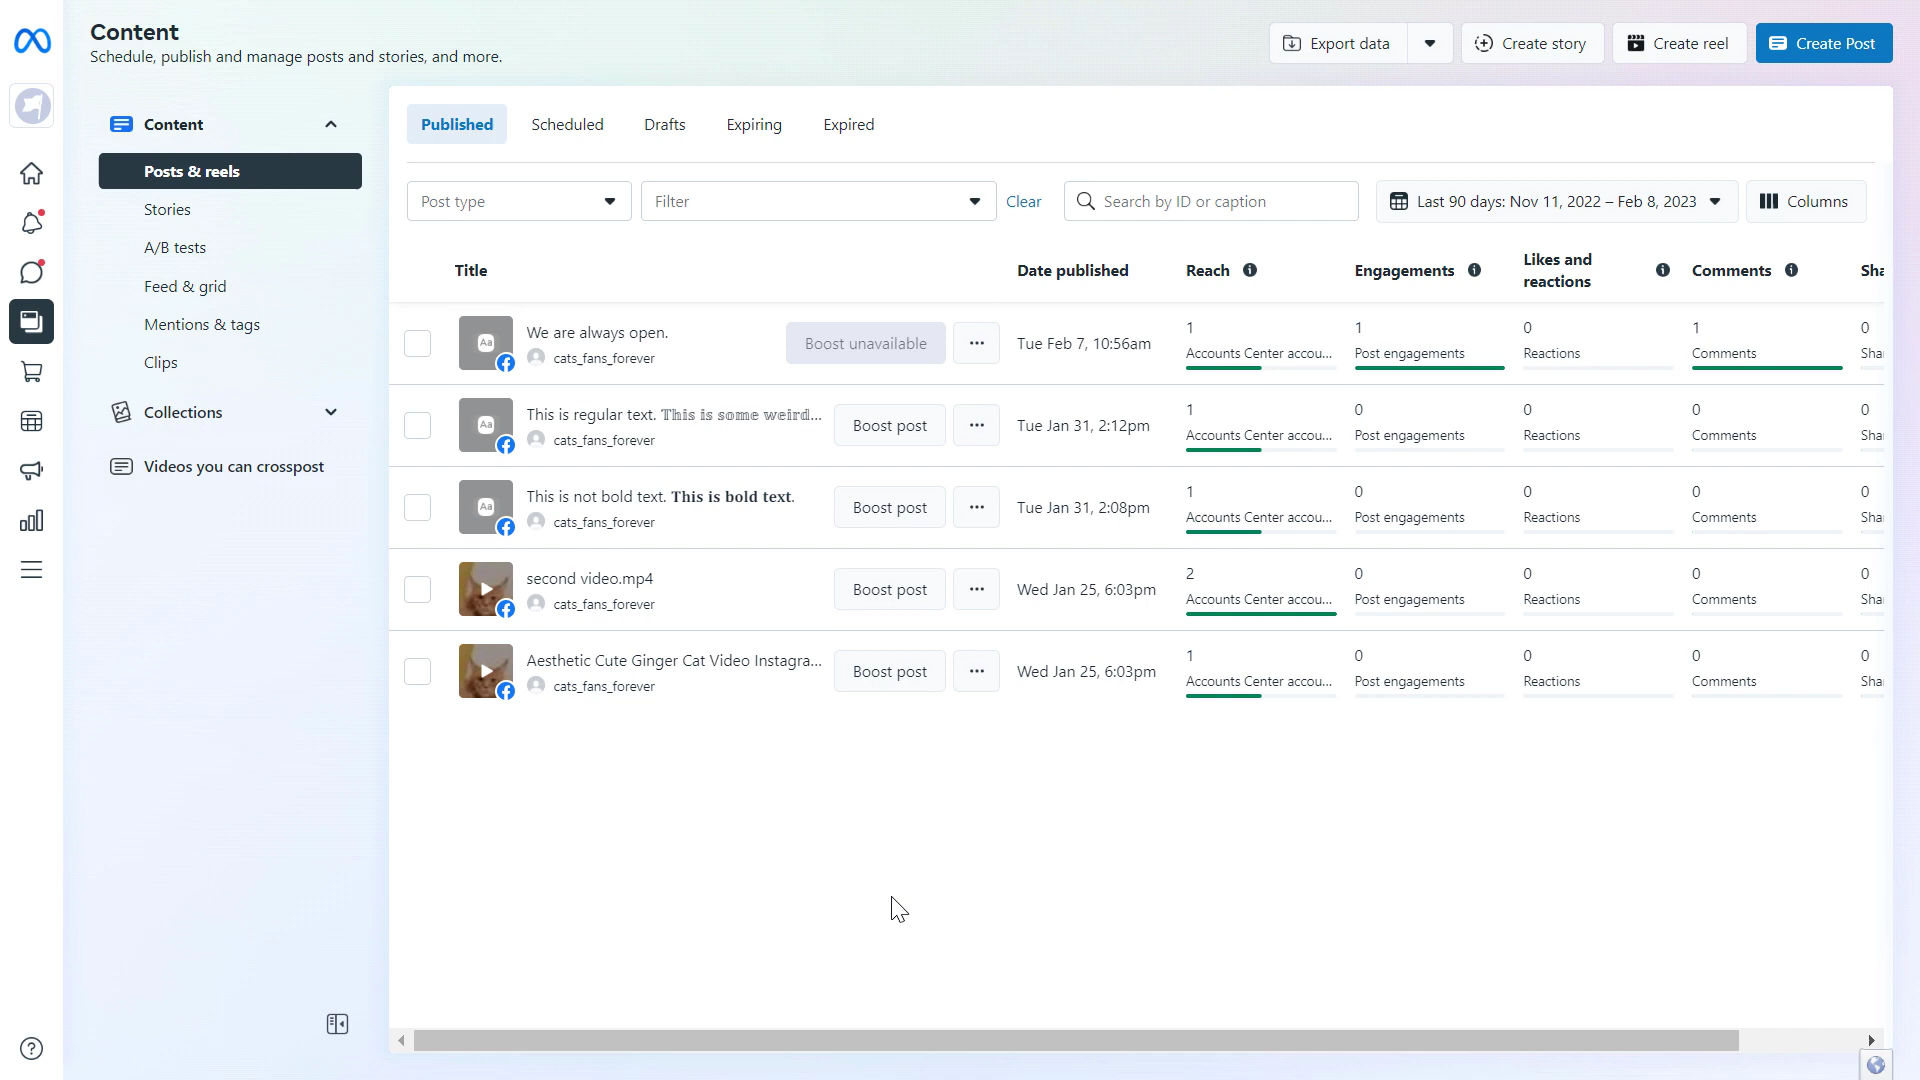 Content
Schedule, publish and manage posts and stories, and more.
Export data
Create story
Create reel
Create Post
Content
Posts & reels
Stories
A/B tests
Feed & grid
Mentions & tags
Clips
Collections
Videos you can crosspost
Published
Scheduled
Drafts
Expiring
Expired
Post type
Filter
Clear
Search by ID or caption
Last 90 days: Nov 11, 2022 – Feb 8, 2023
Columns
Title
Date published
Reach
Engagements
Likes and
reactions
Comments
Sha
Aa
We are always open.
cats_fans_forever
Boost unavailable
Tue Feb 7, 10:56am
1
Accounts Center accou...
1
Post engagements
0
Reactions
1
Comments
0
Sha
Aa
This is regular text. 𝕋𝕙𝕚𝕤 𝕚𝕤 𝕤𝕠𝕞𝕖 𝕨𝕖𝕚𝕣𝕕...
cats_fans_forever
Boost post
Tue Jan 31, 2:12pm
1
Accounts Center accou...
0
Post engagements
0
Reactions
0
Comments
0
Sha
Aa
This is not bold text. 𝐓𝐡𝐢𝐬 𝐢𝐬 𝐛𝐨𝐥𝐝 𝐭𝐞𝐱𝐭.
cats_fans_forever
Boost post
Tue Jan 31, 2:08pm
1
Accounts Center accou...
0
Post engagements
0
Reactions
0
Comments
0
Sha
second video.mp4
cats_fans_forever
Boost post
Wed Jan 25, 6:03pm
2
Accounts Center accou...
0
Post engagements
0
Reactions
0
Comments
0
Sha
Aesthetic Cute Ginger Cat Video Instagra...
cats_fans_forever
Boost post
Wed Jan 25, 6:03pm
1
Accounts Center accou...
0
Post engagements
0
Reactions
0
Comments
0
Sha